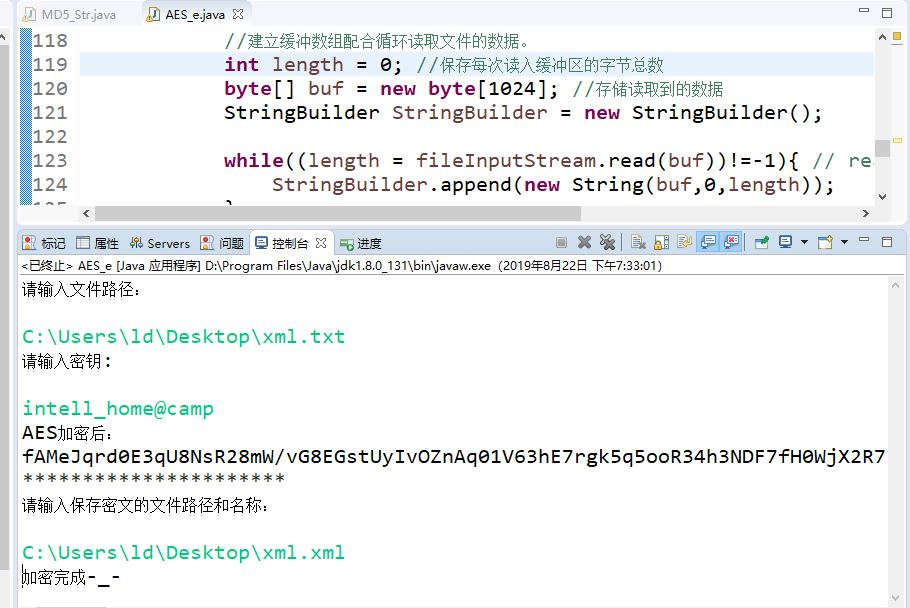 MD5_Str.java AES_e.java
118 //建立缓冲数组配合循环读取文件的数据。
119 int length = 0; //保存每次读入缓冲区的字节总数
120 byte[] buf = new byte[1024]; //存储读取到的数据
121 StringBuilder StringBuilder = new StringBuilder();
122
123 while((length = fileInputStream.read(buf))!=-1){ // re
124 StringBuilder.append(new String(buf,0,length));
标记 属性 Servers 问题 控制台 进度
<已终止> AES_e [Java 应用程序] D:\Program Files\Java\jdk1.8.0_131\bin\javaw.exe（2019年8月22日 下午7:33:01）
请输入文件路径：
C:\Users\ld\Desktop\xml.txt
请输入密钥：
intell_home@camp
AES加密后：
fAMeJqrd0E3qU8NsR28mW/vG8EGstUyIvOZnAq01V63hE7rgk5q5ooR34h3NDF7fH0WjX2R7
**********************
请输入保存密文的文件路径和名称：
C:\Users\ld\Desktop\xml.xml
加密完成-_-